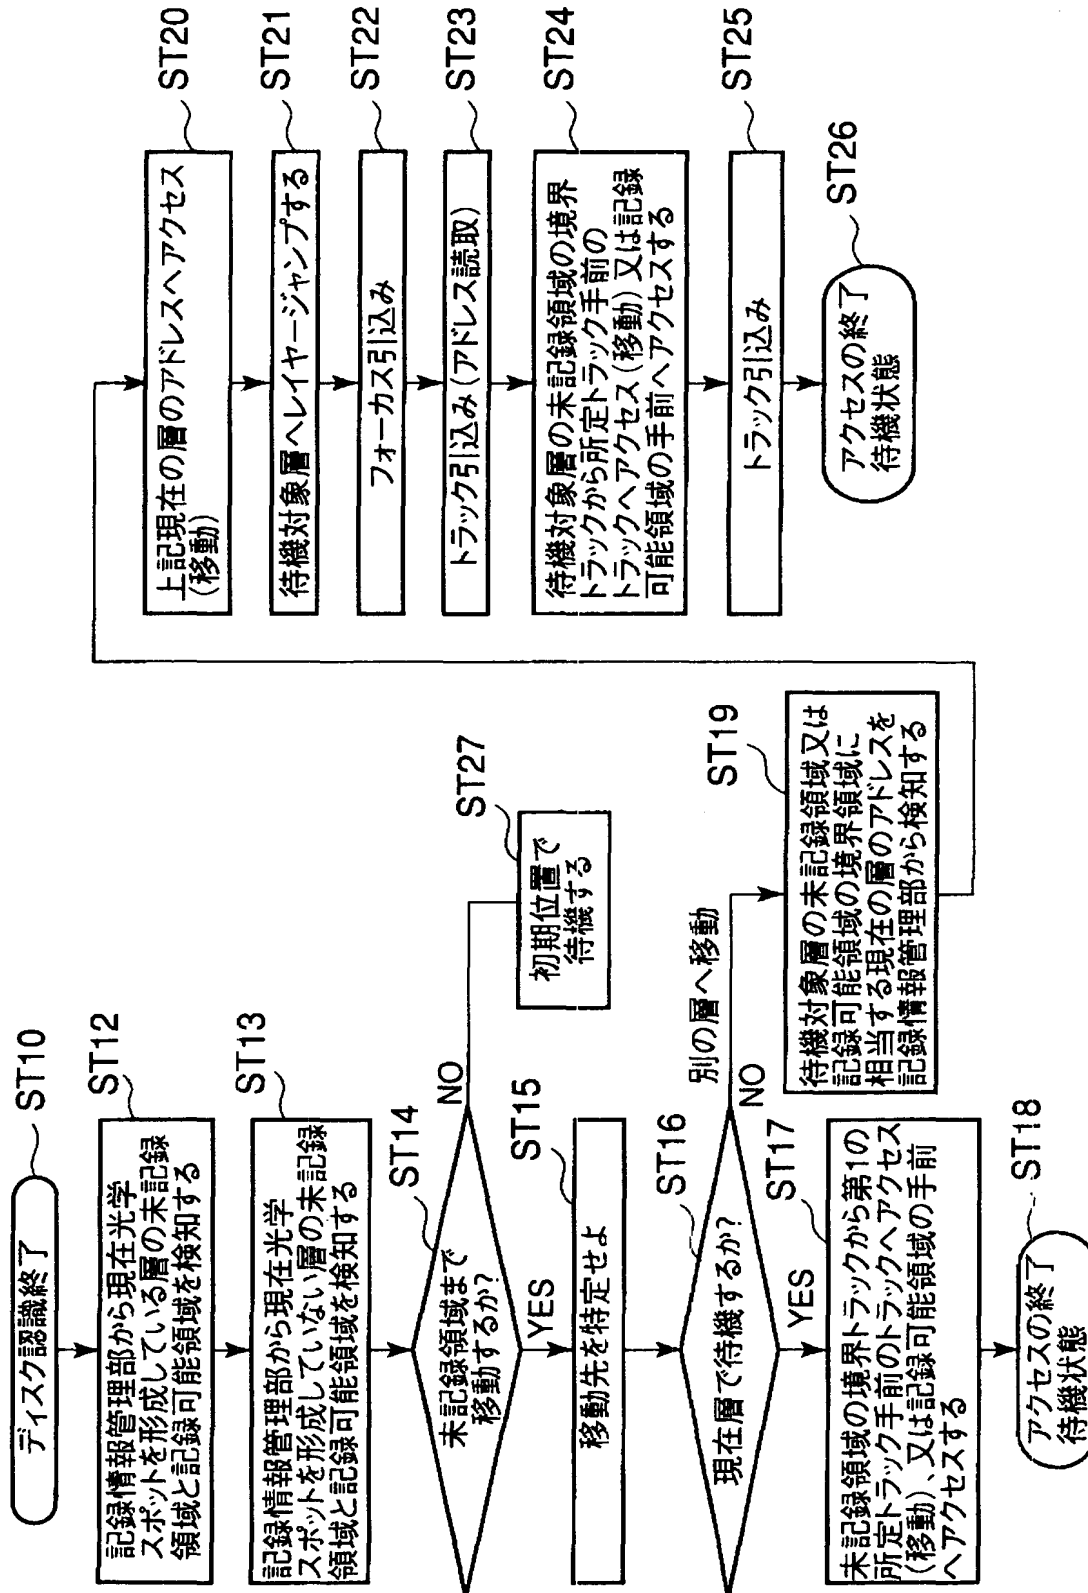 ディスク認識終了
ST10
記録情報管理部から現在光学
スポットを形成している層の未記録
領域と記録可能領域を検知する
ST12
記録情報管理部から現在光学
スポットを形成していない層の未記録
領域と記録可能領域を検知する
ST13
未記録領域まで
移動するか?
ST14
NO
YES
初期位置で
待機する
ST27
移動先を特定せよ
ST15
現在層で待機するか?
ST16
別の層へ移動
NO
YES
未記録領域の境界トラックから第1の
所定トラック手前のトラックへアクセス
(移動)、又は記録可能領域の手前
へアクセスする
ST17
アクセスの終了
待機状態
ST18
待機対象層の未記録領域又は
記録可能領域の境界領域に
相当する現在の層のアドレスを
記録情報管理部から検知する
ST19
上記現在の層のアドレスへアクセス
(移動)
ST20
待機対象層へレイヤージャンプする
ST21
フォーカス引込み
ST22
トラック引込み(アドレス読取)
ST23
待機対象層の未記録領域の境界
トラックから所定トラック手前の
トラックへアクセス(移動)又は記録
可能領域の手前へアクセスする
ST24
トラック引込み
ST25
アクセスの終了
待機状態
ST26